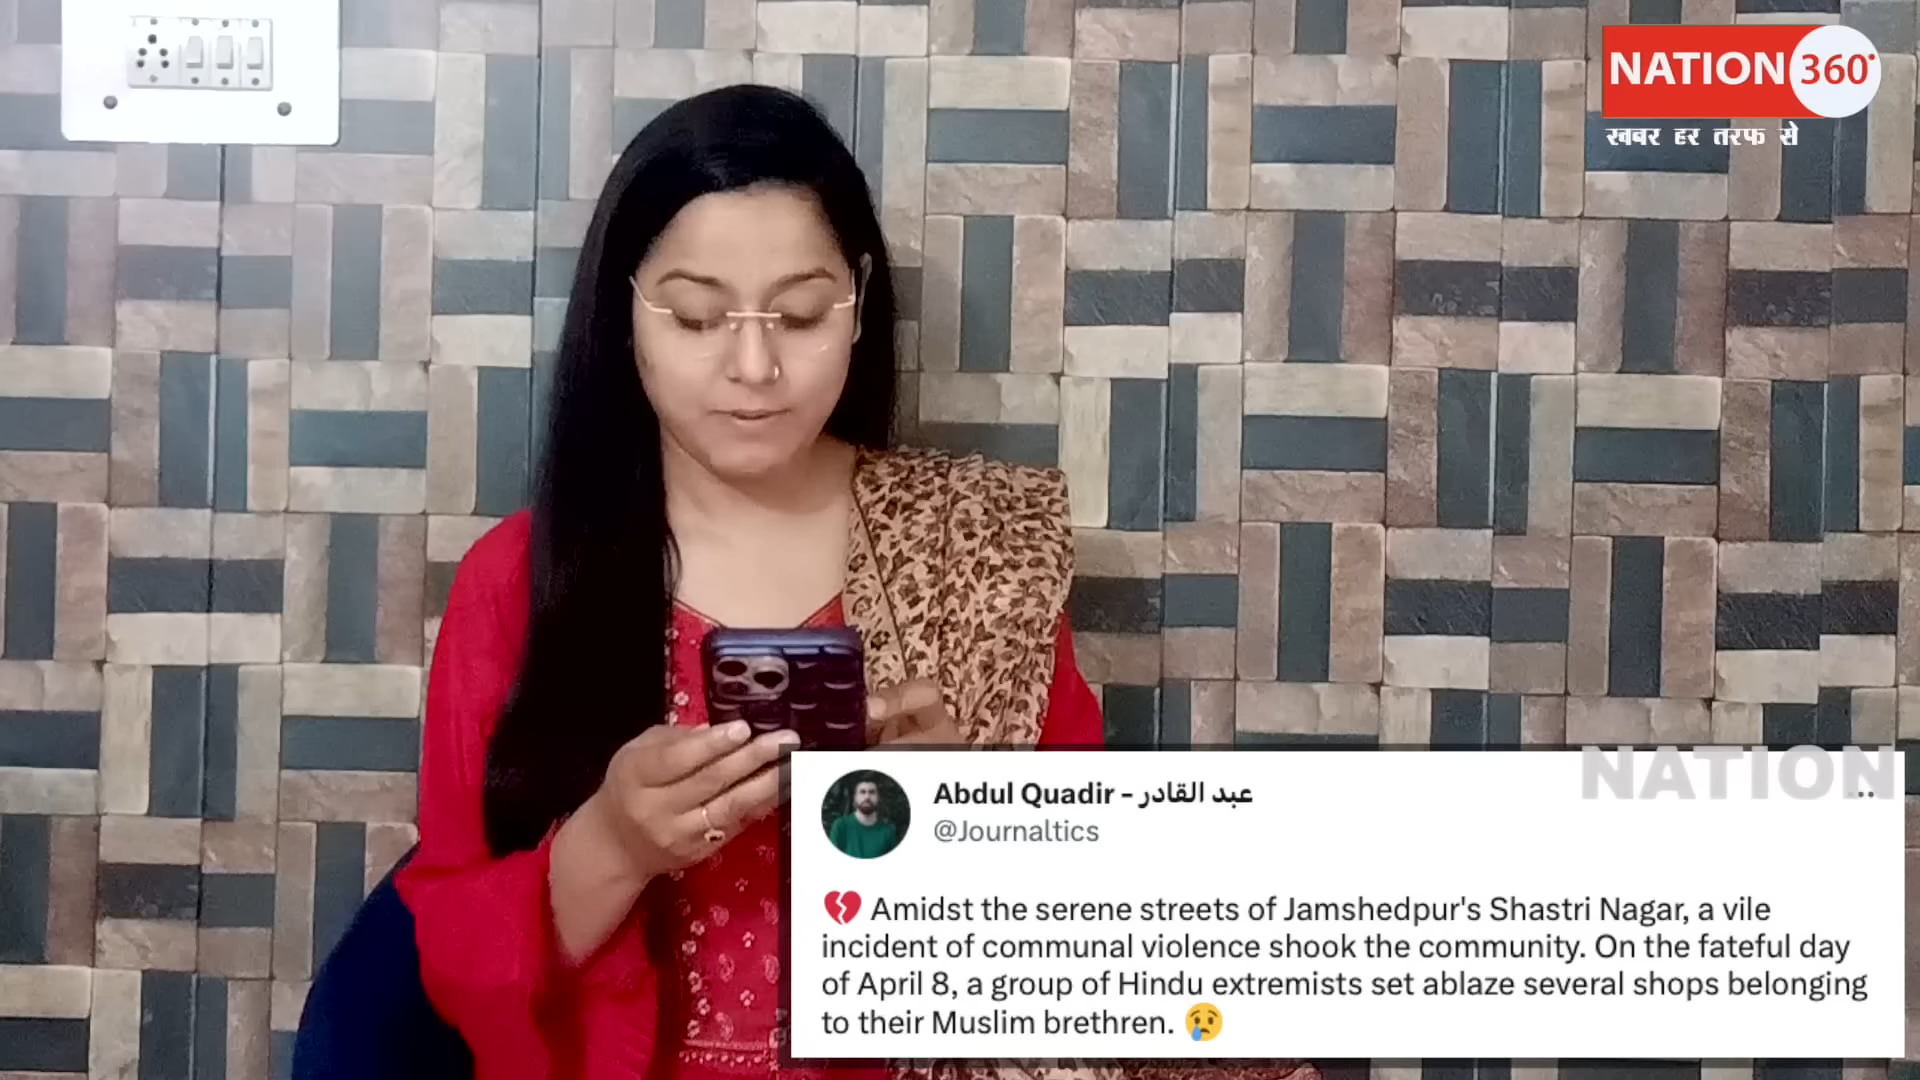 NATION 360°
खबर हर तरफ से
NATION
Abdul Quadir - عبد القادر
@Journaltics
💔 Amidst the serene streets of Jamshedpur's Shastri Nagar, a vile
incident of communal violence shook the community. On the fateful day
of April 8, a group of Hindu extremists set ablaze several shops belonging
to their Muslim brethren. 😢